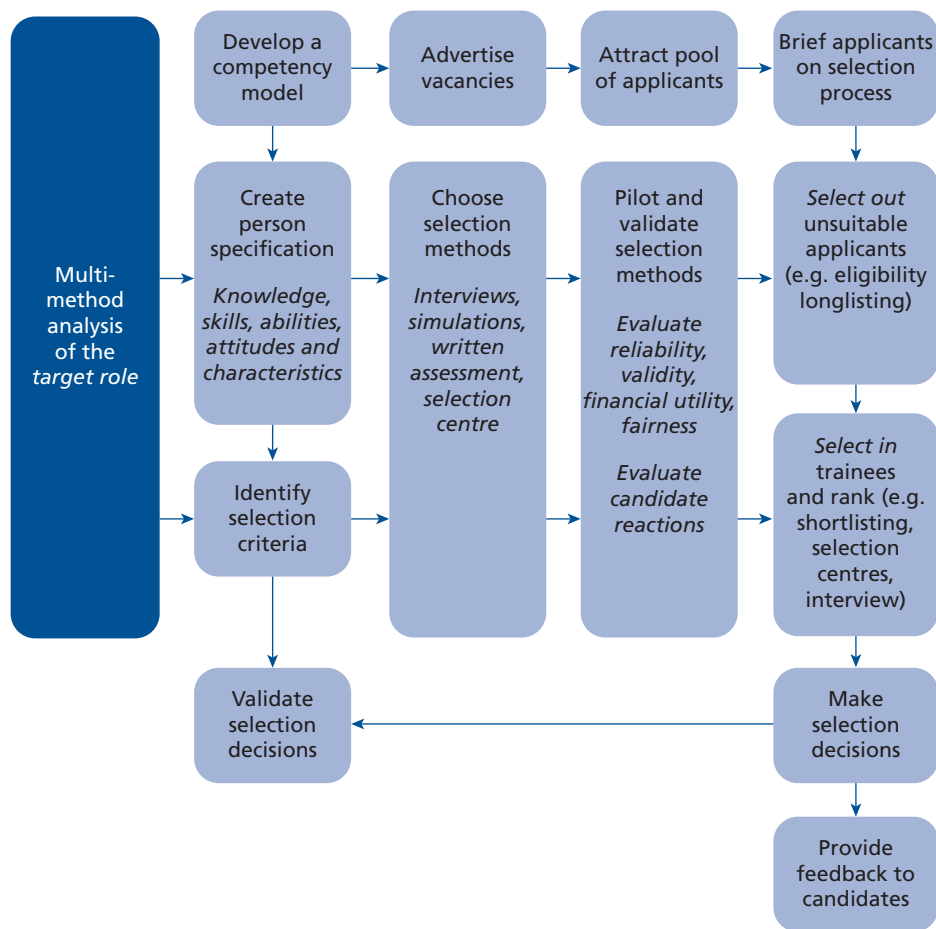 Multi-
method
analysis
of the
target role
Develop a
competency
model
Advertise
vacancies
Attract pool
of applicants
Brief applicants
on selection
process
Create
person
specification
Knowledge,
skills, abilities,
attitudes and
characteristics
Choose
selection
methods
Interviews,
simulations,
written
assessment,
selection
centre
Pilot and
validate
selection
methods
Evaluate
reliability,
validity,
financial utility,
fairness
Evaluate
candidate
reactions
Select out
unsuitable
applicants
(e.g. eligibility
longlisting)
Identify
selection
criteria
Select in
trainees
and rank (e.g.
shortlisting,
selection
centres,
interview)
Validate
selection
decisions
Make
selection
decisions
Provide
feedback to
candidates